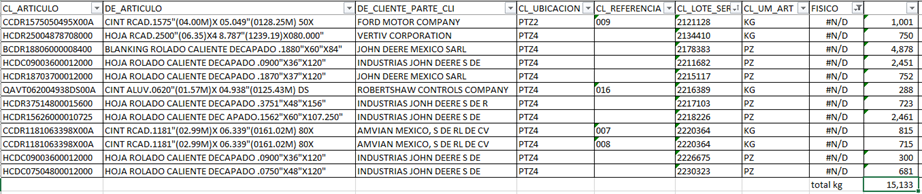 CL_ARTICULO DE_ARTICULO DE_CLIENTE_PARTE_CLI CL_UBICACION CL_REFERENCIA CL_LOTE_SER CL_UM_ART FISICO
CCDR1575050495X00A CINT RCAD.1575"(04.00M)X 05.049"(0128.25M) 50X FORD MOTOR COMPANY PTZ2 009 2121128 KG #N/D 1,001
HCDR25004878708000 HOJA RCAD.2500"(06.35)X4 8.787"(1239.19)X080.000" VERTIV CORPORATION PTZ4 2134410 KG #N/D 750
BCDR18806000008400 BLANKING ROLADO CALIENTE DECAPADO .1880"X60"X84" JOHN DEERE MEXICO SARL PTZ4 2178383 PZ #N/D 4,878
HCDC09003600012000 HOJA ROLADO CALIENTE DECAPADO .0900"X36"X120" INDUSTRIAS JOHN DEERE S DE PTZ4 2211682 PZ #N/D 2,451
HCDR18703700012000 HOJA ROLADO CALIENTE DECAPADO .1870"X37"X120" JOHN DEERE MEXICO SARL PTZ4 2215117 PZ #N/D 752
QAVT062004938DS00A CINT ALUV.0620"(01.57M)X 04.938"(0125.43M) DS ROBERTSHAW CONTROLS COMPANY PTZ4 016 2216389 KG #N/D 288
HCDR37514800015600 HOJA ROLADO CALIENTE DECAPADO .3751"X48"X156" INDUSTRIAS JONH DEERE S DE R PTZ4 2217103 PZ #N/D 723
HCDR15626000010725 HOJA ROLADO CALIENTE DEC APADO.1562"X60"X107.250" INDUSTRIAS JOHN DEERE S DE PTZ4 2218226 PZ #N/D 2,461
CCDR1181063398X00A CINT RCAD.1181"(02.99M)X 06.339"(0161.02M) 80X AMVIAN MEXICO, S DE RL DE CV PTZ4 007 2220364 KG #N/D 815
CCDR1181063398X00A CINT RCAD.1181"(02.99M)X 06.339"(0161.02M) 80X AMVIAN MEXICO, S DE RL DE CV PTZ4 008 2220364 KG #N/D 715
HCDC09003600012000 HOJA ROLADO CALIENTE DECAPADO .0900"X36"X120" INDUSTRIAS JOHN DEERE S DE PTZ4 2226675 PZ #N/D 300
HCDC07504800012000 HOJA ROLADO CALIENTE DECAPADO .0750"X48"X120" INDUSTRIAS JOHN DEERE S DE PTZ4 2230323 PZ #N/D 681
total kg 15,133